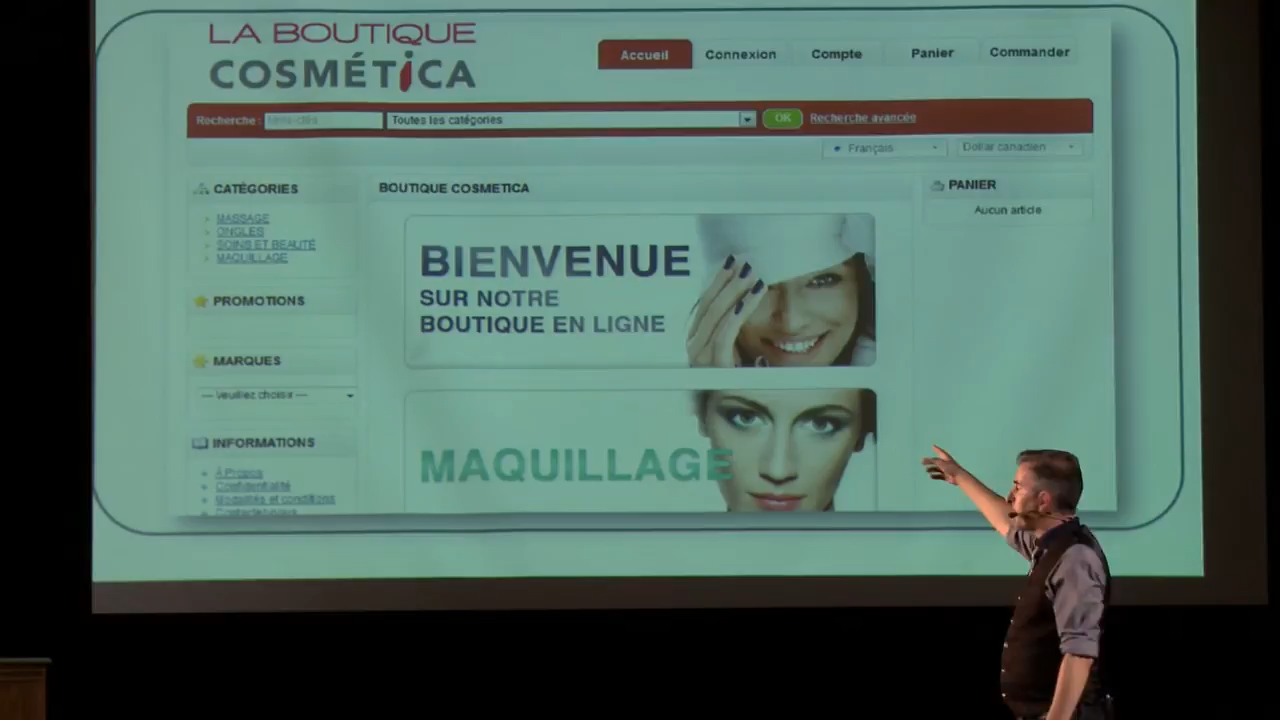 LA BOUTIQUE
COSMÉTICA
Accueil
Connexion
Compte
Panier
Commander
Recherche :
Toutes les catégories
OK
Recherche avancée
Français
Dollar canadien
CATÉGORIES
MASSAGE
ONGLES
SOINS ET BEAUTÉ
MAQUILLAGE
PROMOTIONS
MARQUES
--- Veuillez choisir ---
INFORMATIONS
À Propos
Confidentialité
Modalités et conditions
Contactez-nous
BOUTIQUE COSMETICA
BIENVENUE
SUR NOTRE
BOUTIQUE EN LIGNE
MAQUILLAGE
PANIER
Aucun article